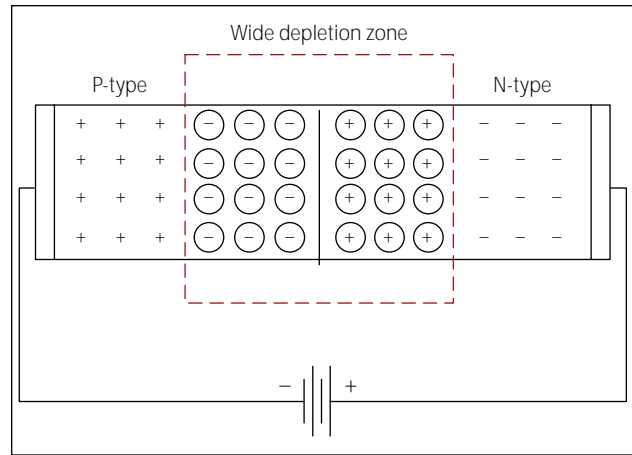 Wide depletion zone
P-type N-type
+ + + − − − + + + − − −
+ + + − − − + + + − − −
+ + + − − − + + + − − −
+ + + − − − + + + − − −
− +